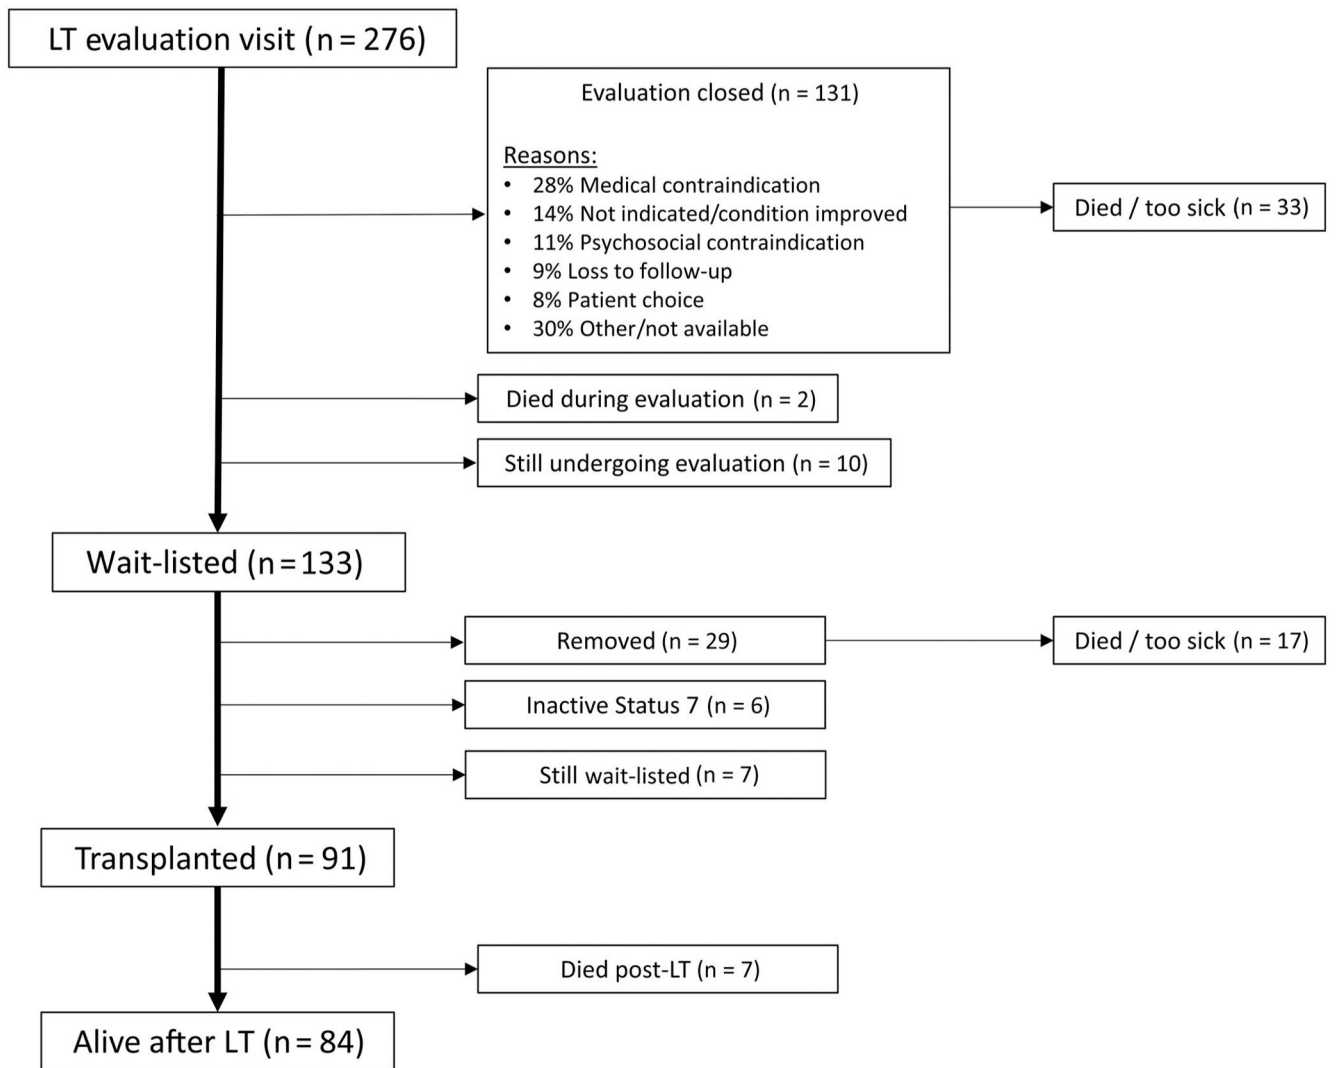 LT evaluation visit (n = 276)
Evaluation closed (n = 131)
Reasons:
• 28% Medical contraindication
• 14% Not indicated/condition improved
• 11% Psychosocial contraindication
• 9% Loss to follow-up
• 8% Patient choice
• 30% Other/not available
Died / too sick (n = 33)
Died during evaluation (n = 2)
Still undergoing evaluation (n = 10)
Wait-listed (n = 133)
Removed (n = 29)
Died / too sick (n = 17)
Inactive Status 7 (n = 6)
Still wait-listed (n = 7)
Transplanted (n = 91)
Died post-LT (n = 7)
Alive after LT (n = 84)